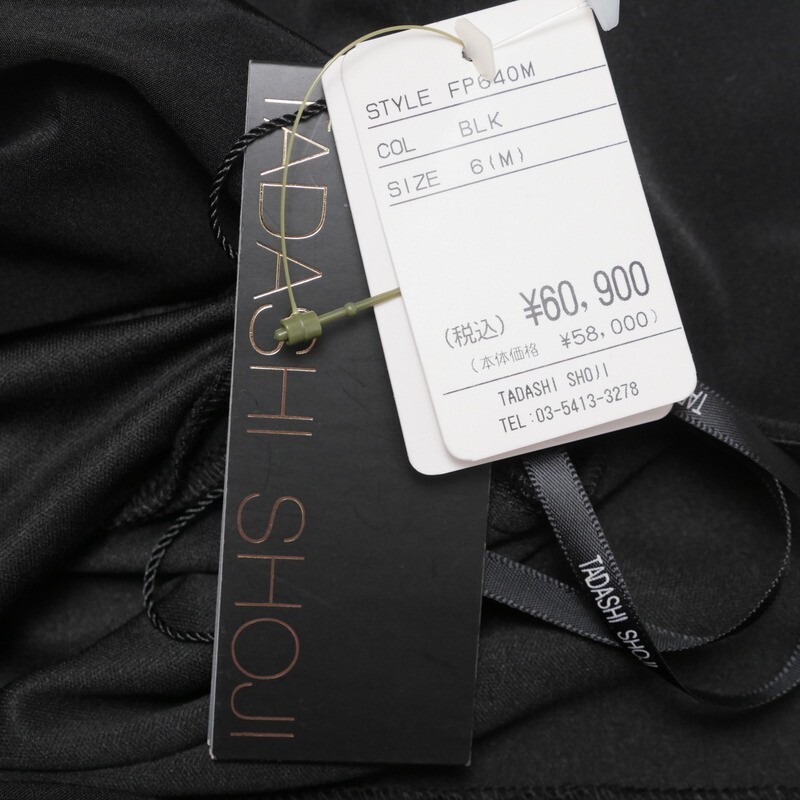 TADASHI SHOJI
STYLE FP640M
COL BLK
SIZE 6(M)
(税込) ¥60,900
(本体価格 ¥58,000)
TADASHI SHOJI
TEL:03-5413-3278
TADASHI SHOJI
TA